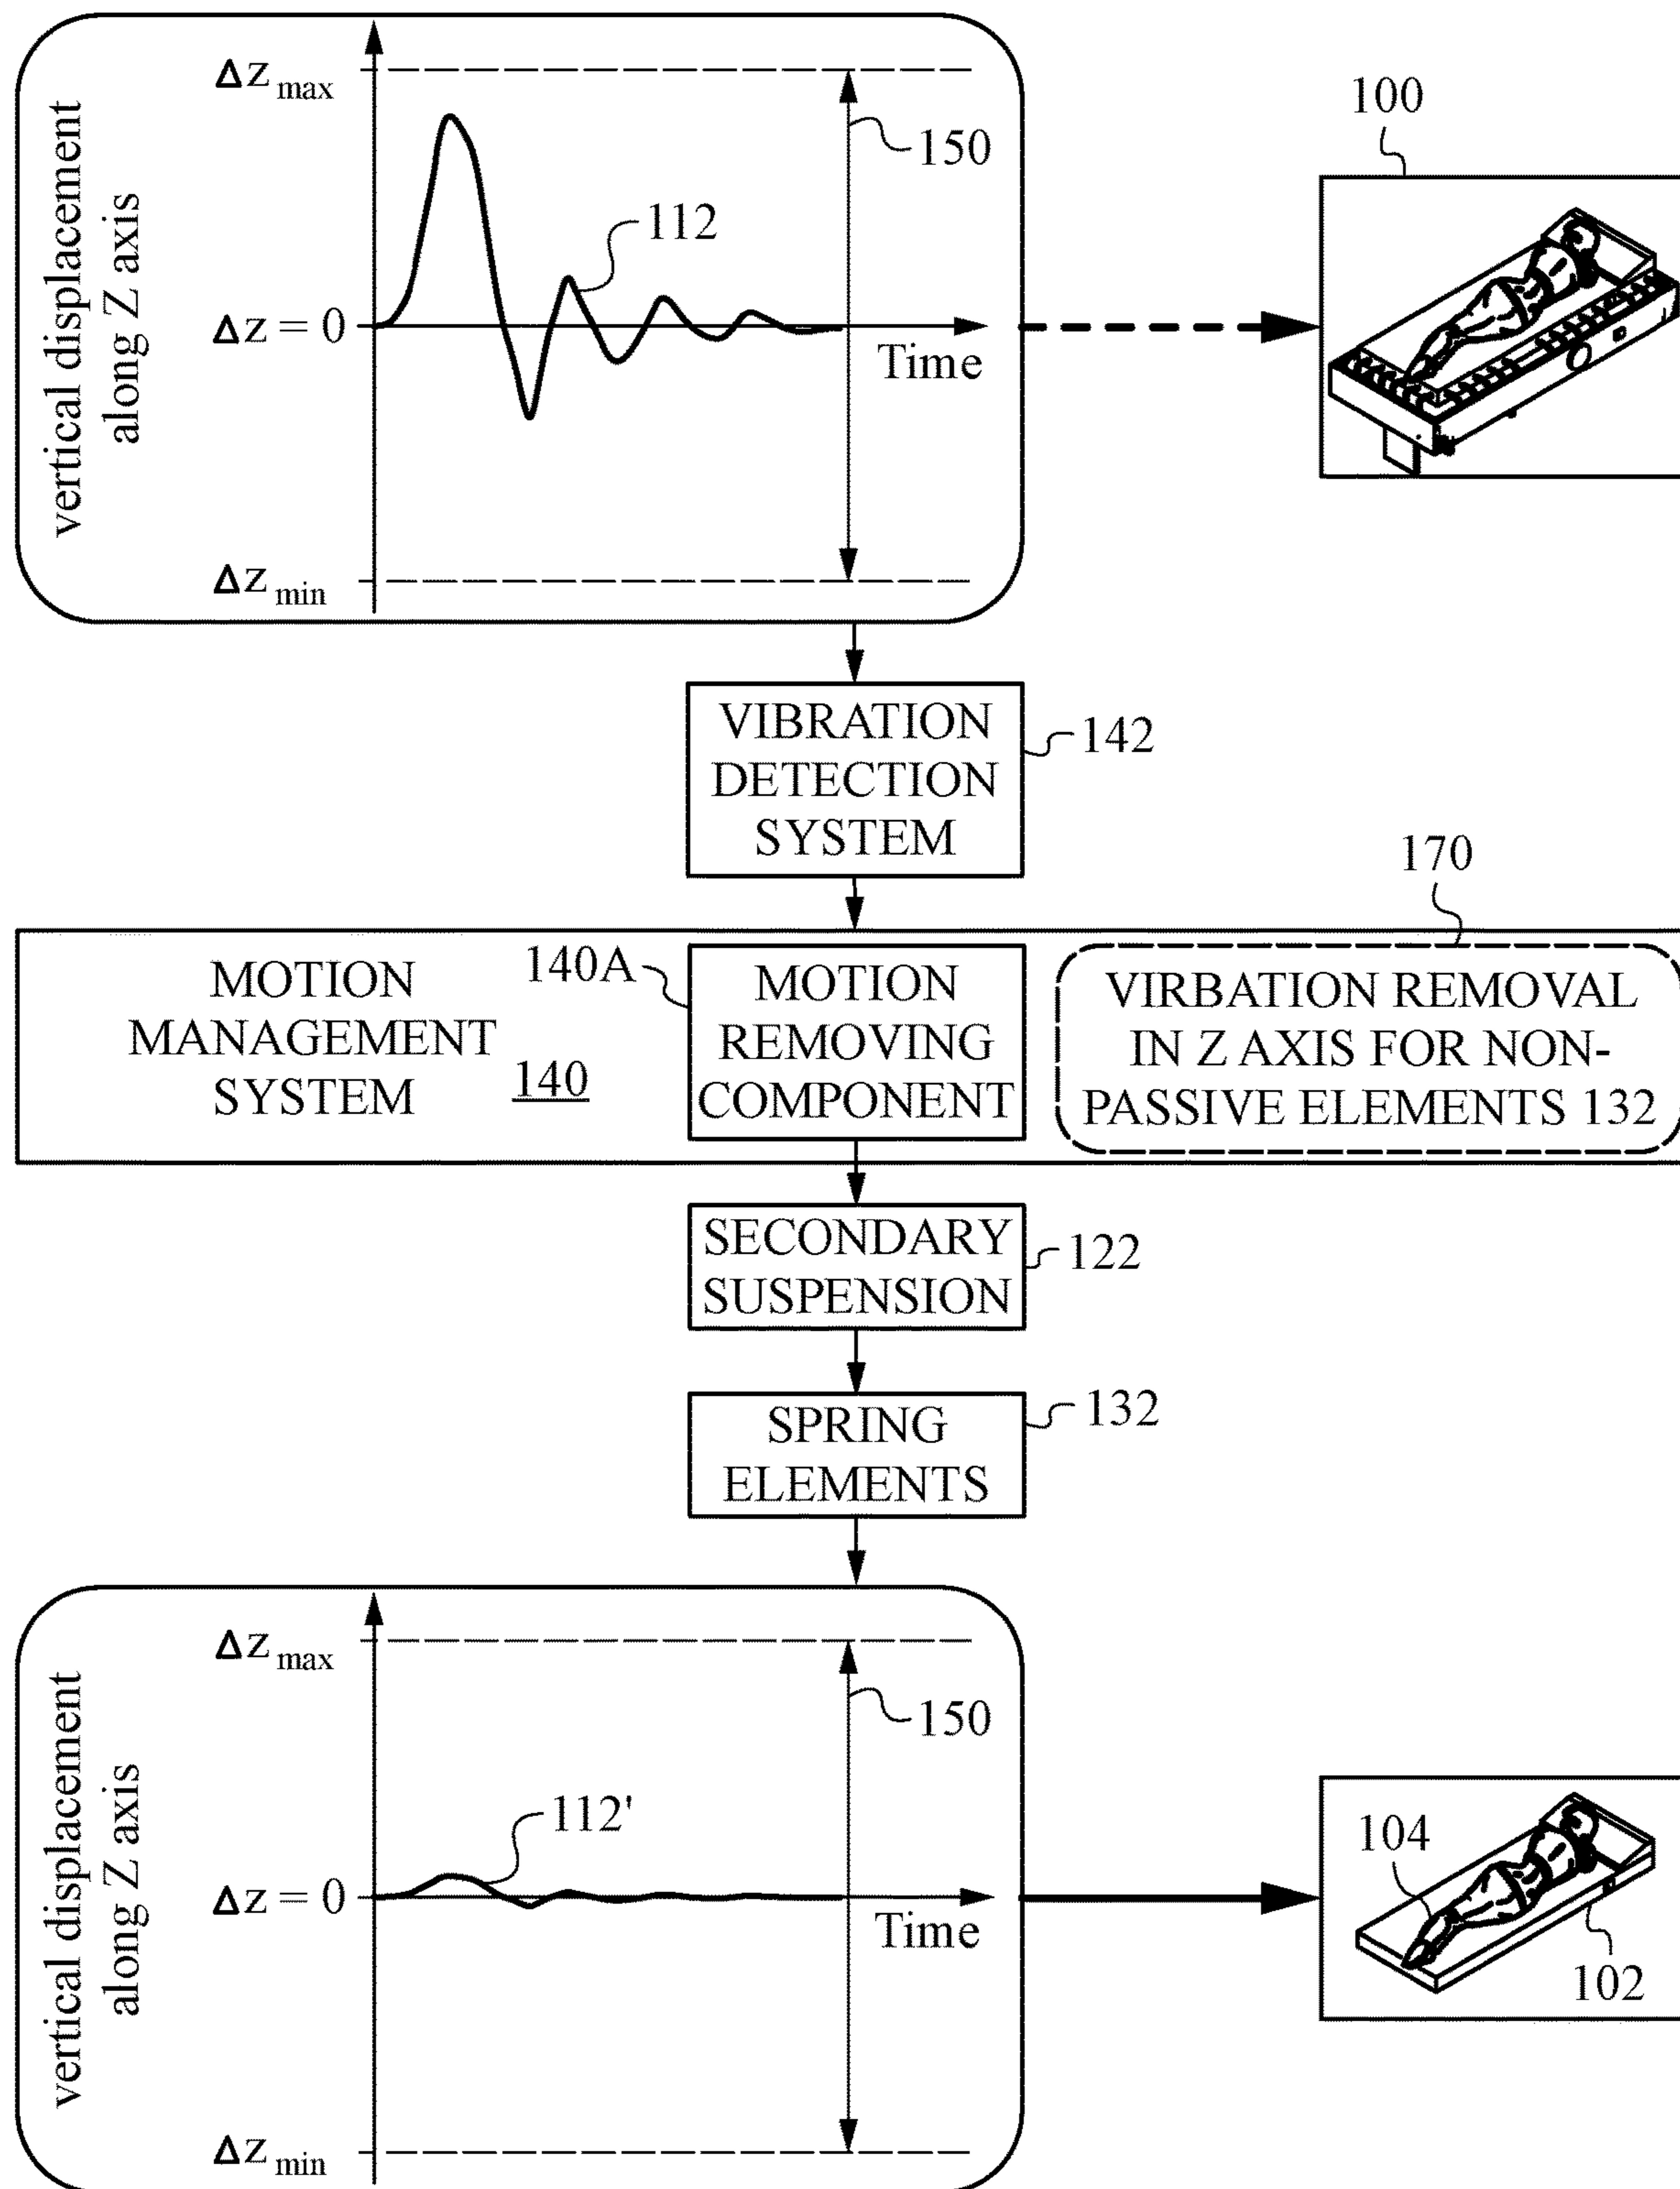 Δz max
vertical displacement
along Z axis
150
112
Δz = 0
Time
Δz min
100
VIBRATION
DETECTION
SYSTEM
142
170
MOTION
MANAGEMENT
SYSTEM
140
140A
MOTION
REMOVING
COMPONENT
VIRBATION REMOVAL
IN Z AXIS FOR NON-
PASSIVE ELEMENTS 132
SECONDARY
SUSPENSION
122
SPRING
ELEMENTS
132
Δz max
vertical displacement
along Z axis
150
112'
Δz = 0
Time
Δz min
104
102